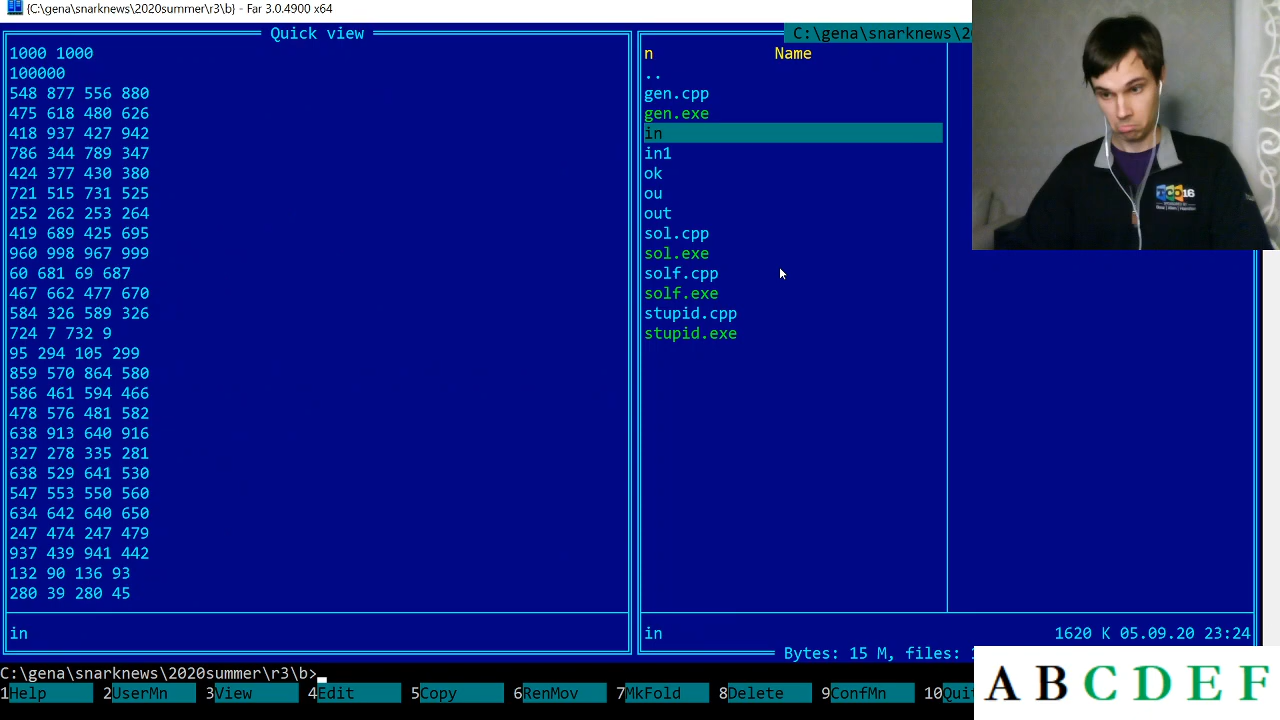 {C:\gena\snarknews\2020summer\r3\b} - Far 3.0.4900 x64
Quick view
1000 1000
100000
548 877 556 880
475 618 480 626
418 937 427 942
786 344 789 347
424 377 430 380
721 515 731 525
252 262 253 264
419 689 425 695
960 998 967 999
60 681 69 687
467 662 477 670
584 326 589 326
724 7 732 9
95 294 105 299
859 570 864 580
586 461 594 466
478 576 481 582
638 913 640 916
327 278 335 281
638 529 641 530
547 553 550 560
634 642 640 650
247 474 247 479
937 439 941 442
132 90 136 93
280 39 280 45
in
C:\gena\snarknews\2
n Name
..
gen.cpp
gen.exe
in
in1
ok
ou
out
sol.cpp
sol.exe
solf.cpp
solf.exe
stupid.cpp
stupid.exe
in 1620 K 05.09.20 23:24
Bytes: 15 M, files:
C:\gena\snarknews\2020summer\r3\b>
1Help 2UserMn 3View 4Edit 5Copy 6RenMov 7MkFold 8Delete 9ConfMn 10Qui
16
A B C D E F